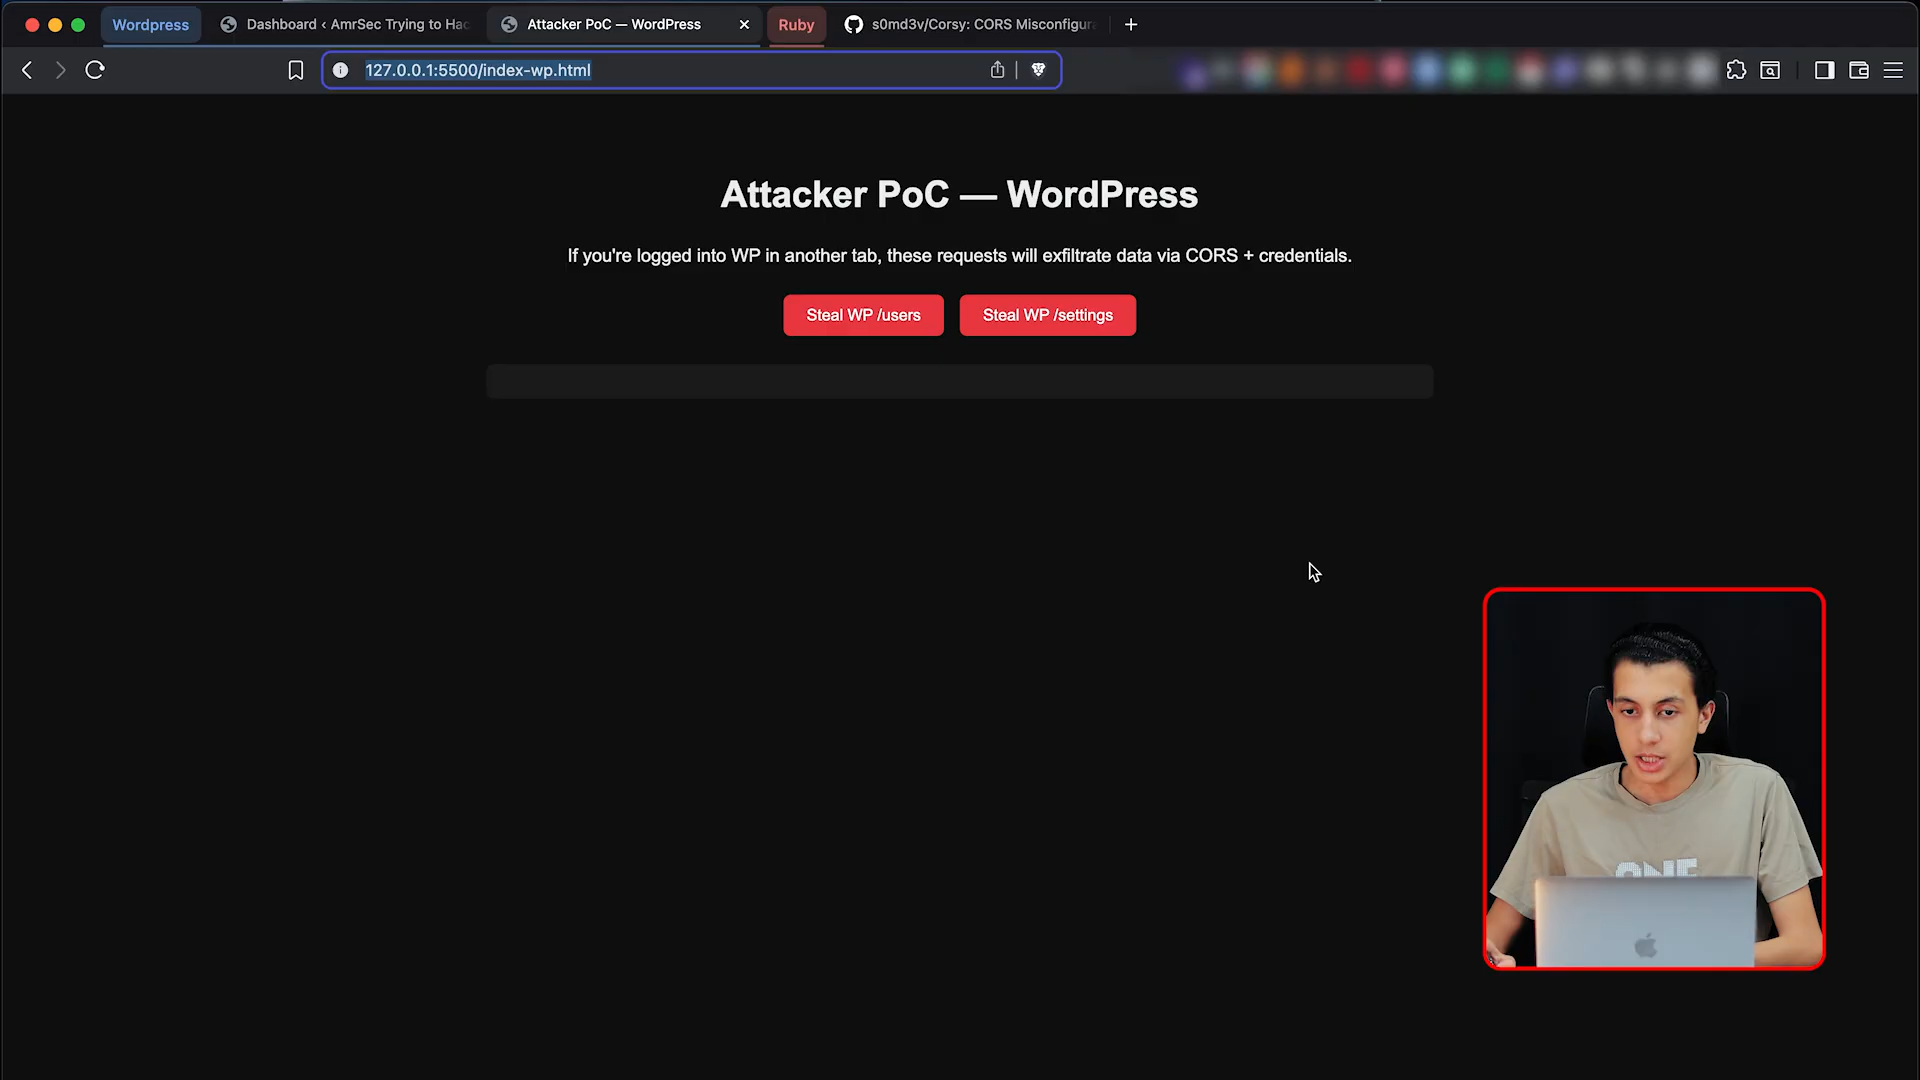 Wordpress
Dashboard ‹ AmrSec Trying to Hac
Attacker PoC — WordPress
Ruby
s0md3v/Corsy: CORS Misconfigura
127.0.0.1:5500/index-wp.html
Attacker PoC — WordPress
If you're logged into WP in another tab, these requests will exfiltrate data via CORS + credentials.
Steal WP /users
Steal WP /settings
ONE